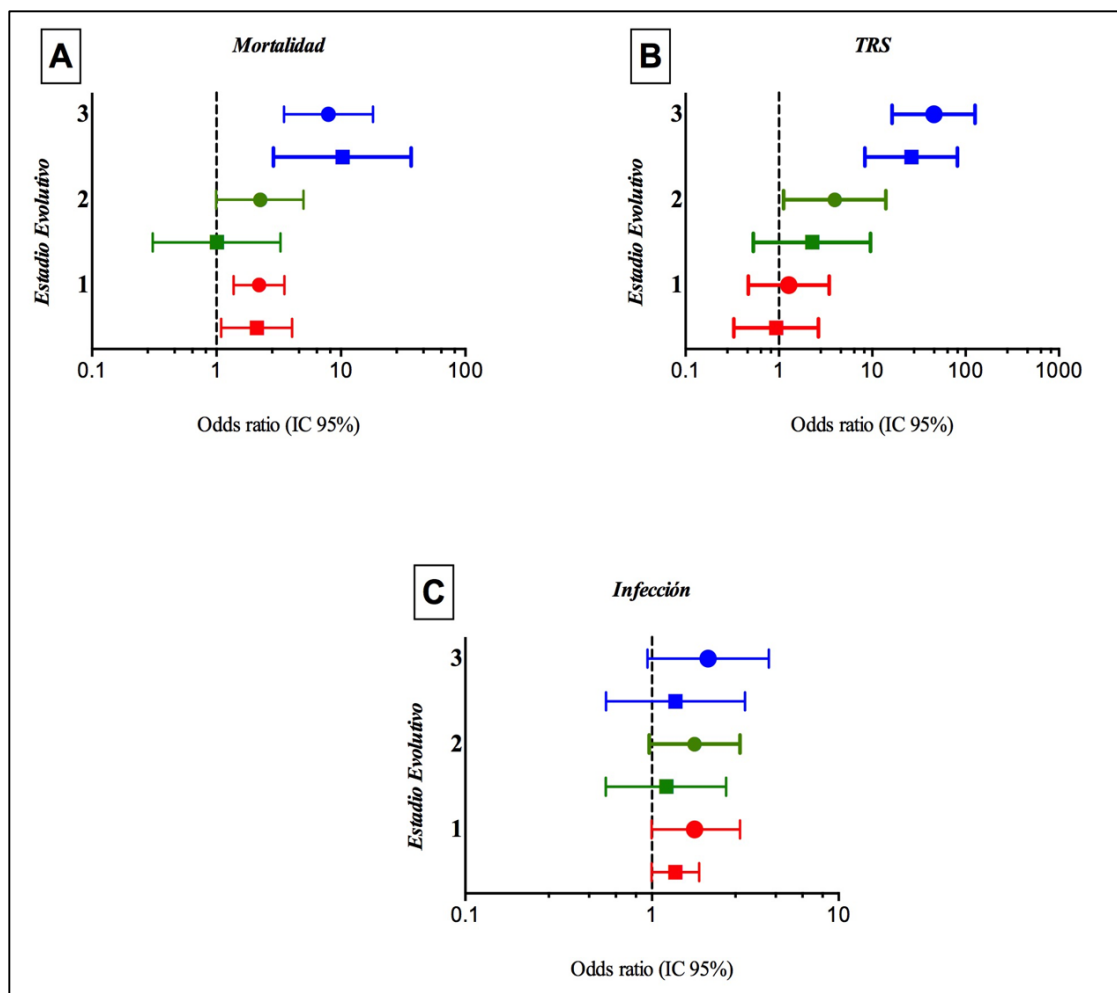 A
Mortalidad
Estadio Evolutivo
3
2
1
0.1 1 10 100
Odds ratio (IC 95%)
B
TRS
Estadio Evolutivo
3
2
1
0.1 1 10 100 1000
Odds ratio (IC 95%)
C
Infección
Estadio Evolutivo
3
2
1
0.1 1 10
Odds ratio (IC 95%)